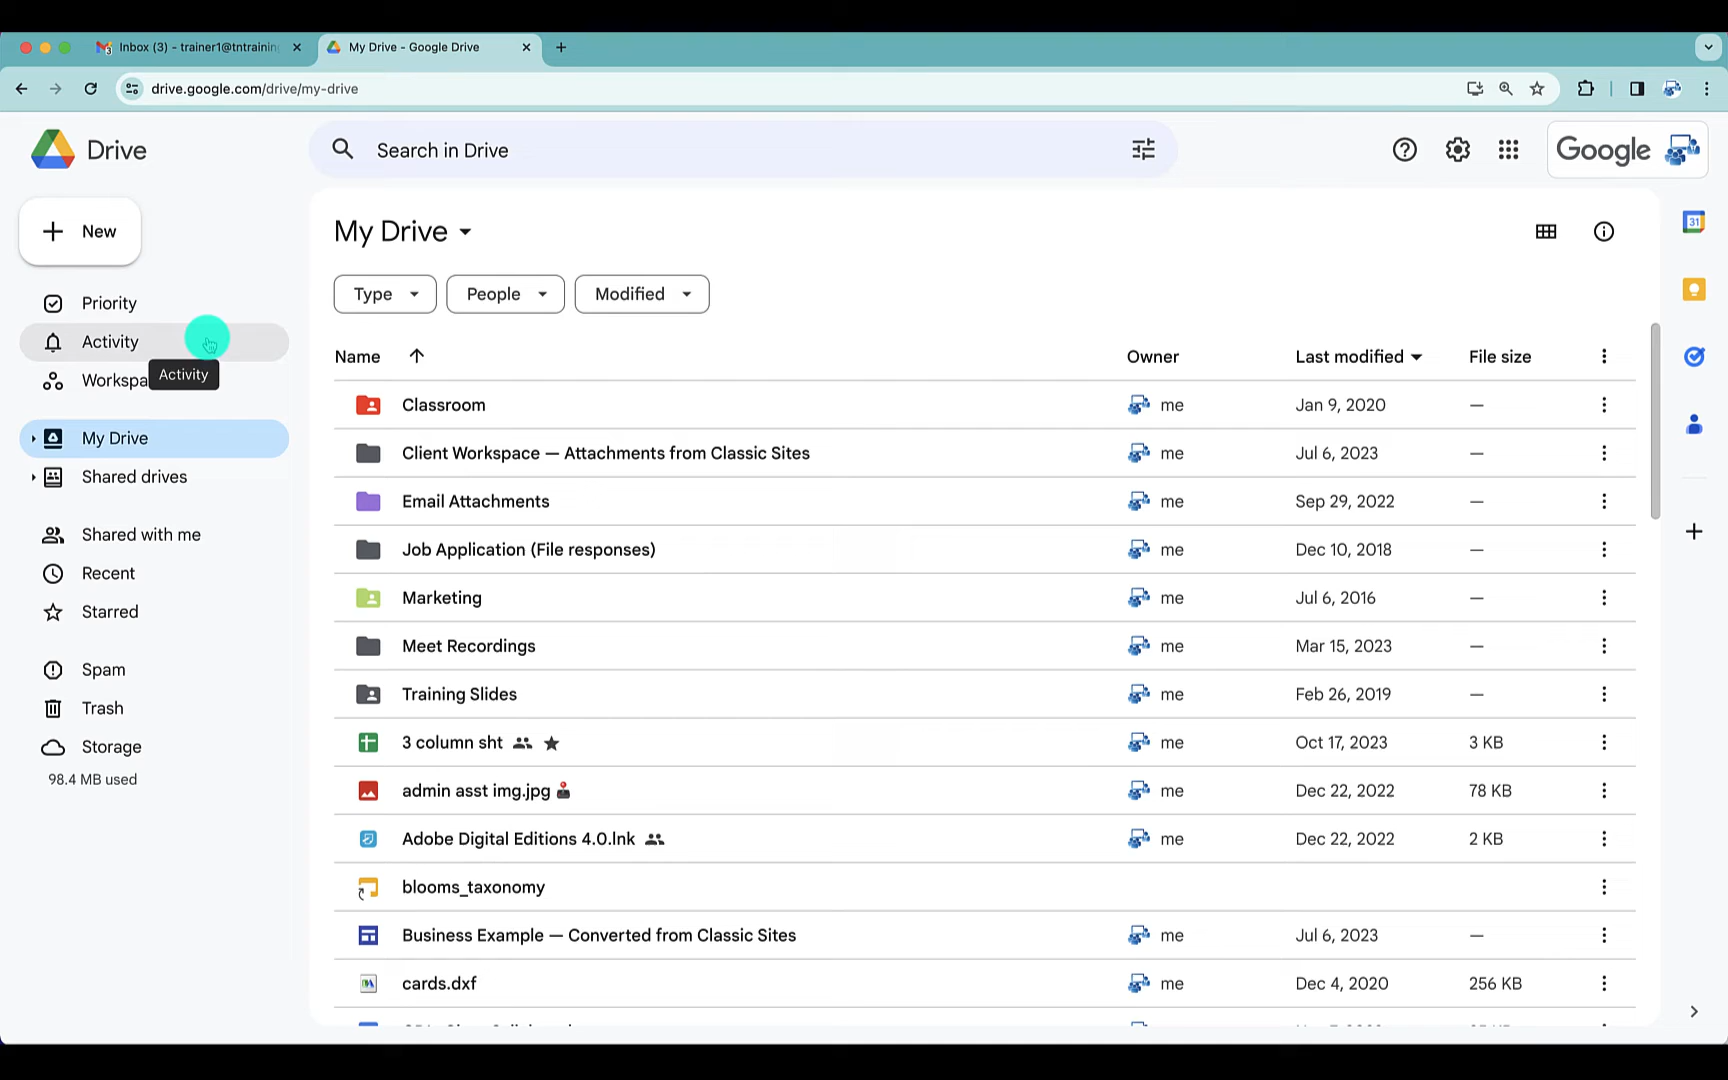 Inbox (3) - trainer1@tntrainin
My Drive - Google Drive
drive.google.com/drive/my-drive
Drive
Search in Drive
Google
New
My Drive
31
Type
People
Modified
Priority
Activity
Workspa
Activity
Name
Owner
Last modified
File size
My Drive
Shared drives
Shared with me
Recent
Starred
Spam
Trash
Storage
98.4 MB used
Classroom me Jan 9, 2020 —
Client Workspace — Attachments from Classic Sites me Jul 6, 2023 —
Email Attachments me Sep 29, 2022 —
Job Application (File responses) me Dec 10, 2018 —
Marketing me Jul 6, 2016 —
Meet Recordings me Mar 15, 2023 —
Training Slides me Feb 26, 2019 —
3 column sht me Oct 17, 2023 3 KB
admin asst img.jpg me Dec 22, 2022 78 KB
Adobe Digital Editions 4.0.lnk me Dec 22, 2022 2 KB
blooms_taxonomy
Business Example — Converted from Classic Sites me Jul 6, 2023 —
cards.dxf me Dec 4, 2020 256 KB